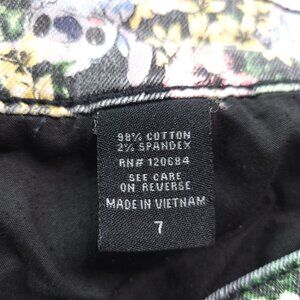 98% COTTON
2% SPANDEX
RN# 120684
SEE CARE
ON REVERSE
MADE IN VIETNAM
7